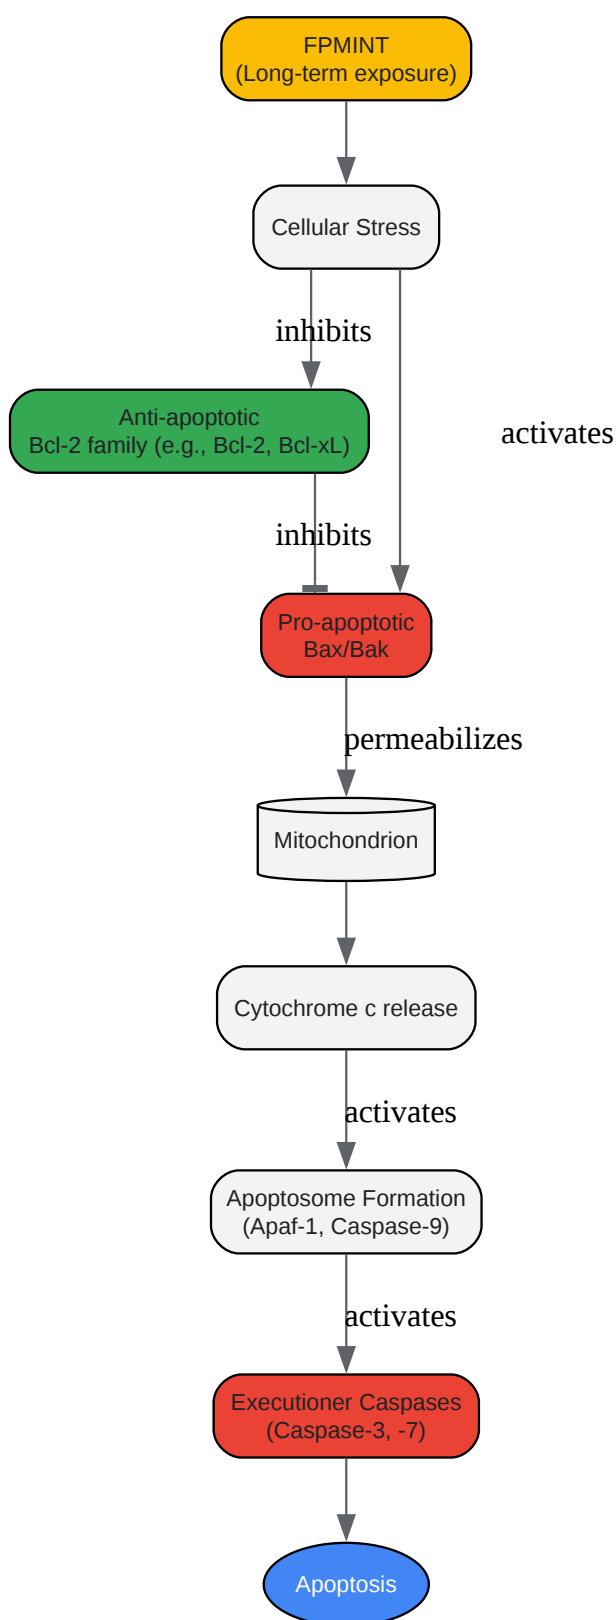 FPMINT
(Long-term exposure)
Cellular Stress
inhibits
Anti-apoptotic
Bcl-2 family (e.g., Bcl-2, Bcl-xL)
activates
inhibits
Pro-apoptotic
Bax/Bak
permeabilizes
Mitochondrion
Cytochrome c release
activates
Apoptosome Formation
(Apaf-1, Caspase-9)
activates
Executioner Caspases
(Caspase-3, -7)
Apoptosis